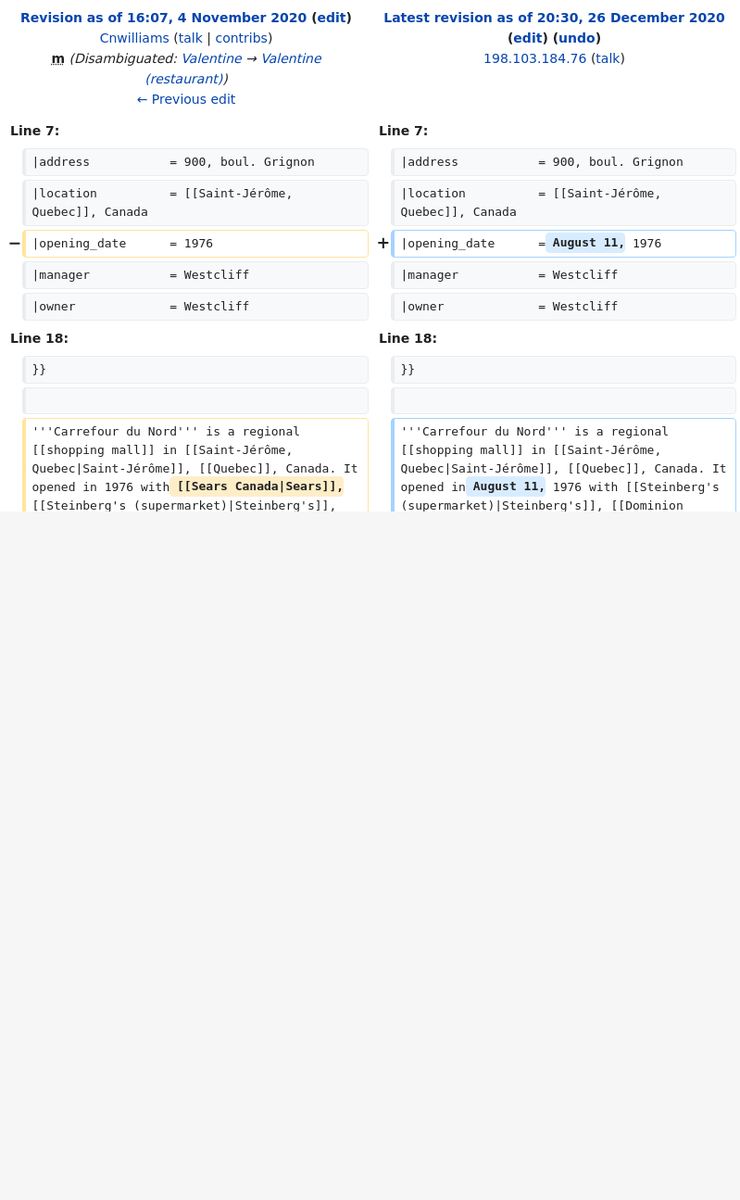 Revision as of 16:07, 4 November 2020 (edit)
Cnwilliams (talk | contribs)
m (Disambiguated: Valentine → Valentine
(restaurant))
← Previous edit
Latest revision as of 20:30, 26 December 2020
(edit) (undo)
198.103.184.76 (talk)
Line 7:
|address = 900, boul. Grignon
|location = [[Saint-Jérôme,
Quebec]], Canada
− |opening_date = 1976
|manager = Westcliff
|owner = Westcliff
Line 7:
|address = 900, boul. Grignon
|location = [[Saint-Jérôme,
Quebec]], Canada
+ |opening_date = August 11, 1976
|manager = Westcliff
|owner = Westcliff
Line 18:
}}
'''Carrefour du Nord''' is a regional
[[shopping mall]] in [[Saint-Jérôme,
Quebec|Saint-Jérôme]], [[Quebec]], Canada. It
opened in 1976 with [[Sears Canada|Sears]],
[[Steinberg's (supermarket)|Steinberg's]],
Line 18:
}}
'''Carrefour du Nord''' is a regional
[[shopping mall]] in [[Saint-Jérôme,
Quebec|Saint-Jérôme]], [[Quebec]], Canada. It
opened in August 11, 1976 with [[Steinberg's
(supermarket)|Steinberg's]], [[Dominion